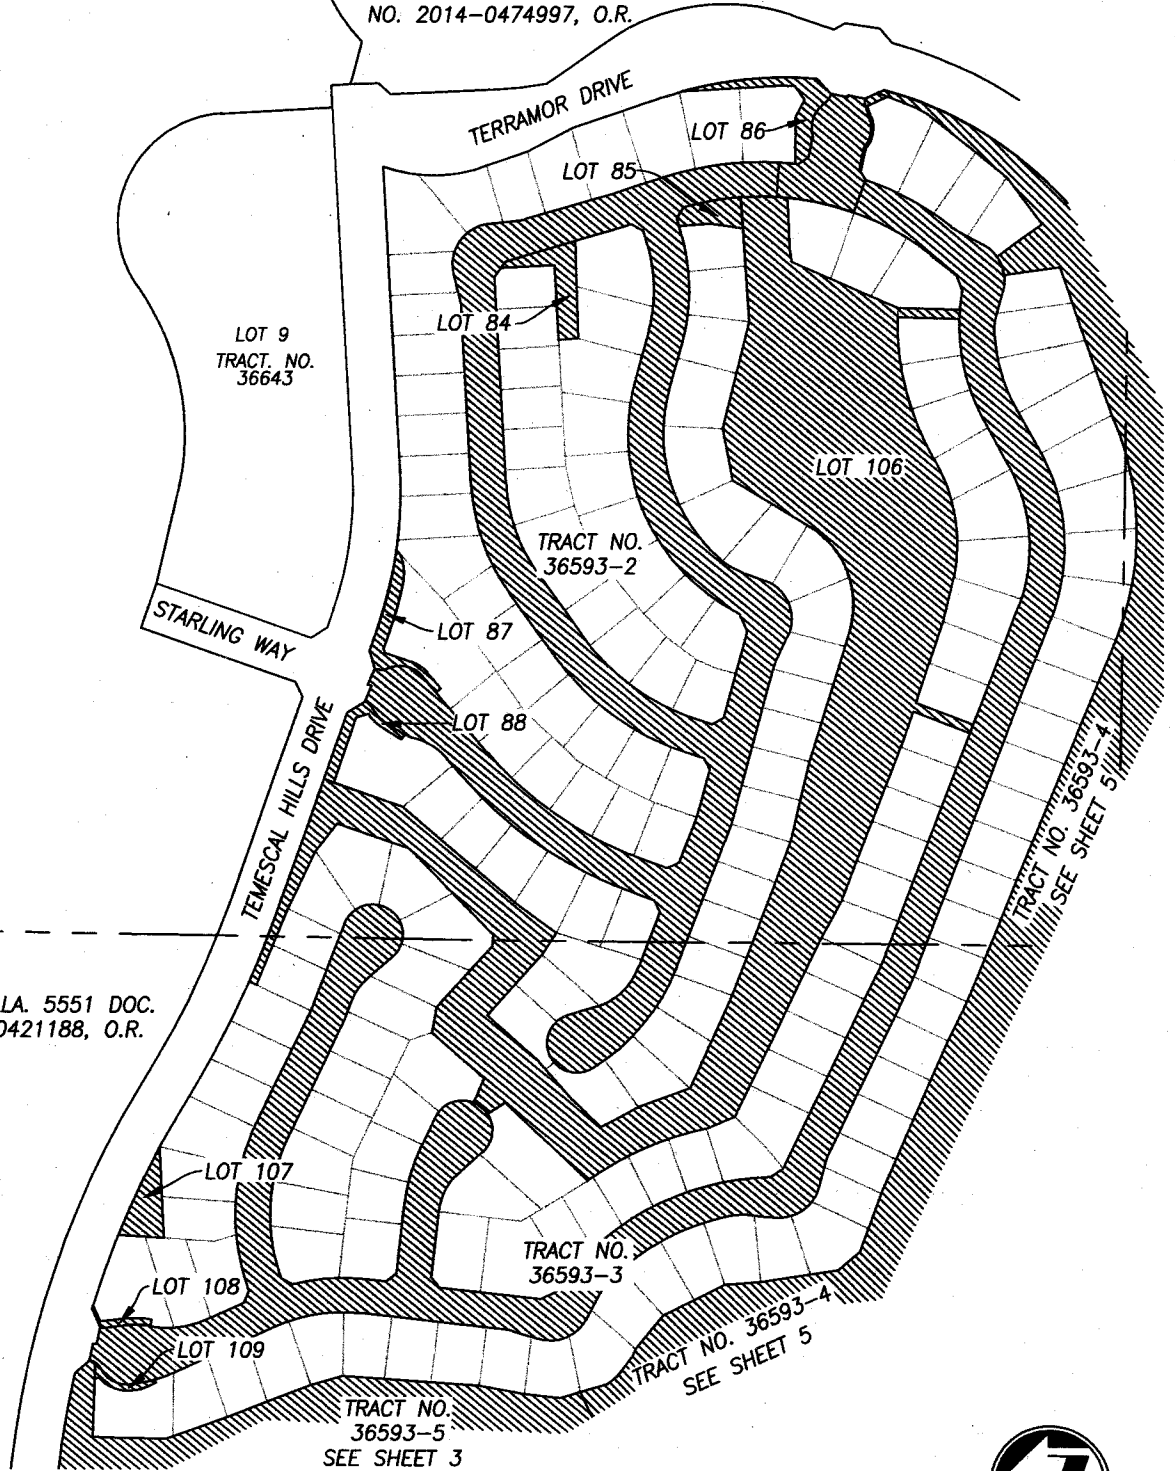 NO. 2014-0474997, O.R.
TERRAMOR DRIVE
LOT 86
LOT 85
LOT 84
LOT 9
TRACT. NO.
36643
LOT 106
TRACT NO.
36593-2
STARLING WAY
LOT 87
LOT 88
TEMESCAL HILLS DRIVE
TRACT NO. 36593-4
SEE SHEET 5
LLA. 5551 DOC.
0421188, O.R.
LOT 107
TRACT NO.
36593-3
LOT 108
LOT 109
TRACT NO. 36593-4
SEE SHEET 5
TRACT NO.
36593-5
SEE SHEET 3